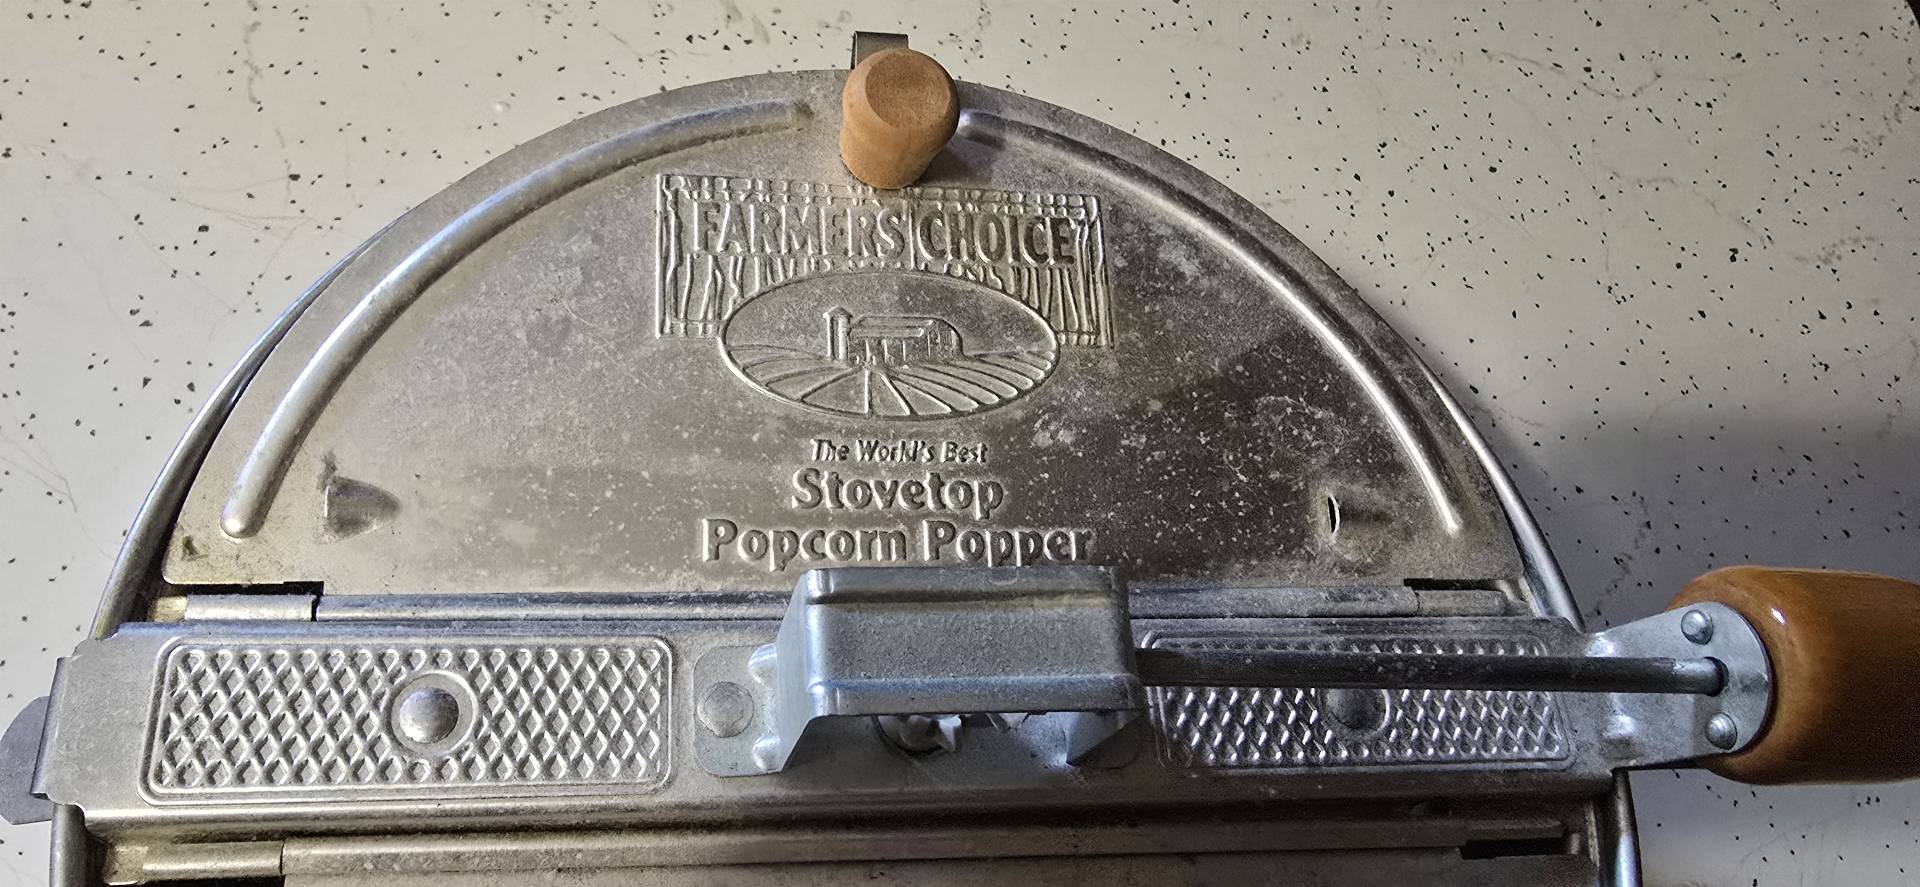 FARMERS CHOICE
The World's Best
Stovetop
Popcorn Popper